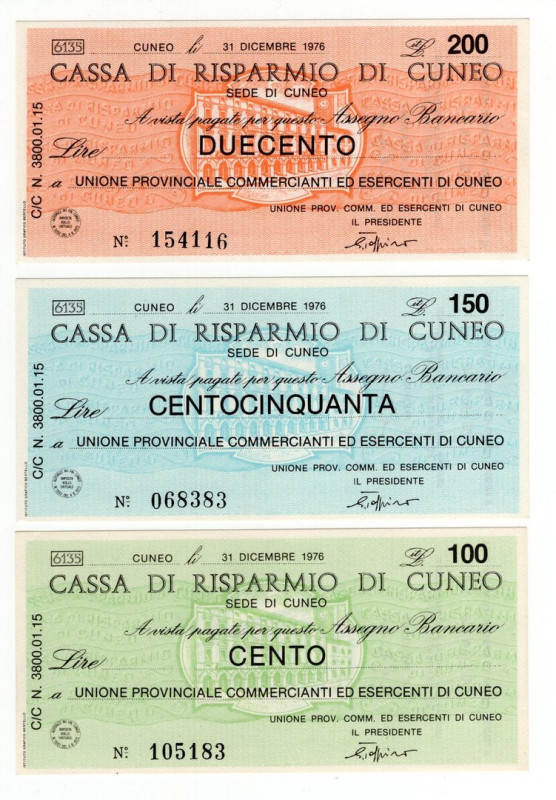 6135 CUNEO lì 31 DICEMBRE 1976 L. 200
CASSA DI RISPARMIO DI CUNEO
SEDE DI CUNEO
A vista pagate per questo Assegno Bancario
Lire DUECENTO
a UNIONE PROVINCIALE COMMERCIANTI ED ESERCENTI DI CUNEO
UNIONE PROV. COMM. ED ESERCENTI DI CUNEO
IL PRESIDENTE
N.o 154116
C/C N. 3800.01.15
6135 CUNEO lì 31 DICEMBRE 1976 L. 150
CASSA DI RISPARMIO DI CUNEO
SEDE DI CUNEO
A vista pagate per questo Assegno Bancario
Lire CENTOCINQUANTA
a UNIONE PROVINCIALE COMMERCIANTI ED ESERCENTI DI CUNEO
UNIONE PROV. COMM. ED ESERCENTI DI CUNEO
IL PRESIDENTE
N.o 068383
C/C N. 3800.01.15
6135 CUNEO lì 31 DICEMBRE 1976 L. 100
CASSA DI RISPARMIO DI CUNEO
SEDE DI CUNEO
A vista pagate per questo Assegno Bancario
Lire CENTO
a UNIONE PROVINCIALE COMMERCIANTI ED ESERCENTI DI CUNEO
UNIONE PROV. COMM. ED ESERCENTI DI CUNEO
IL PRESIDENTE
N.o 105183
C/C N. 3800.01.15